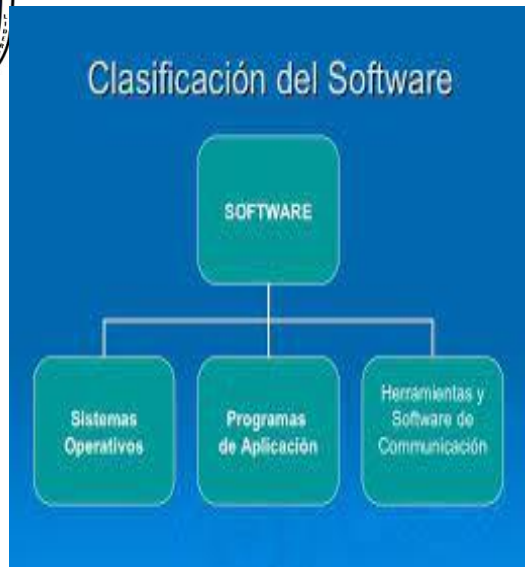 Clasificación del Software
SOFTWARE
Sistemas
Operativos
Programas
de Aplicación
Herramientas y
Software de
Communicación